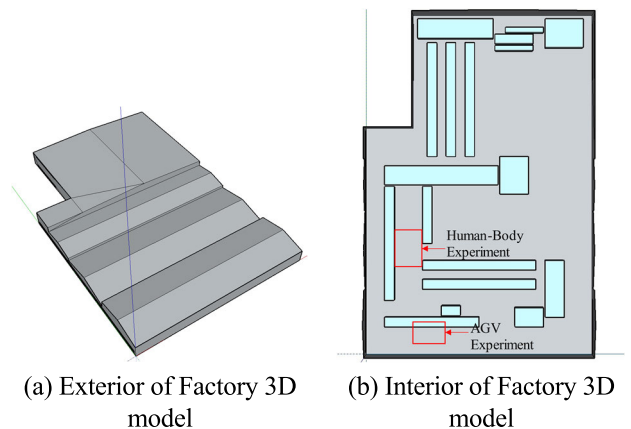 Human-Body
Experiment
AGV
Experiment
(a) Exterior of Factory 3D
model
(b) Interior of Factory 3D
model